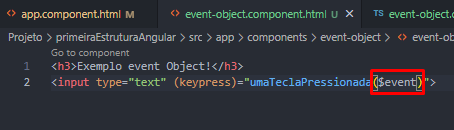 app.component.html event-object.component.html U TS event-object.
Projeto > primeiraEstruturaAngular > src > app > components > event-object > event-ob
Go to component
1 <h3>Exemplo event Object!</h3>
2 <input type="text" (keypress)="umaTeclaPressionada($event)">